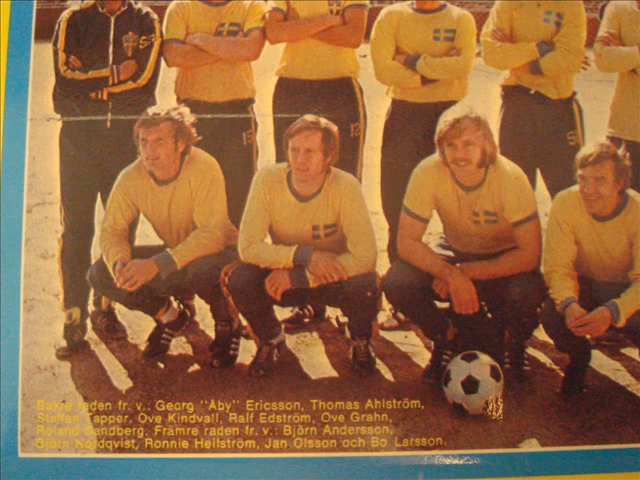 Bakre raden fr. v.: Georg "Åby" Ericsson, Thomas Ahlström,
Staffan Tapper, Ove Kindvall, Ralf Edström, Ove Grahn,
Roland Sandberg. Främre raden fr. v.: Björn Andersson,
Björn Nordqvist, Ronnie Hellström, Jan Olsson och Bo Larsson.